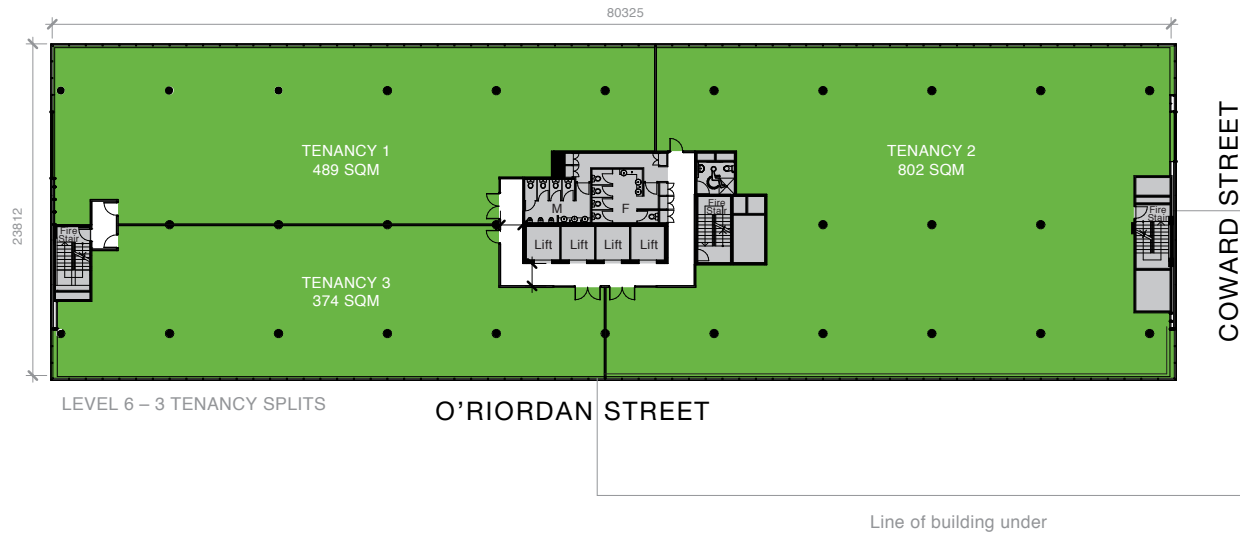 80325
23812
TENANCY 1
489 SQM
TENANCY 2
802 SQM
M
F
Fire
Stair
Fire
Stair
Fire
Stair
Lift
Lift
Lift
Lift
TENANCY 3
374 SQM
COWARD STREET
LEVEL 6 – 3 TENANCY SPLITS
O'RIORDAN STREET
Line of building under